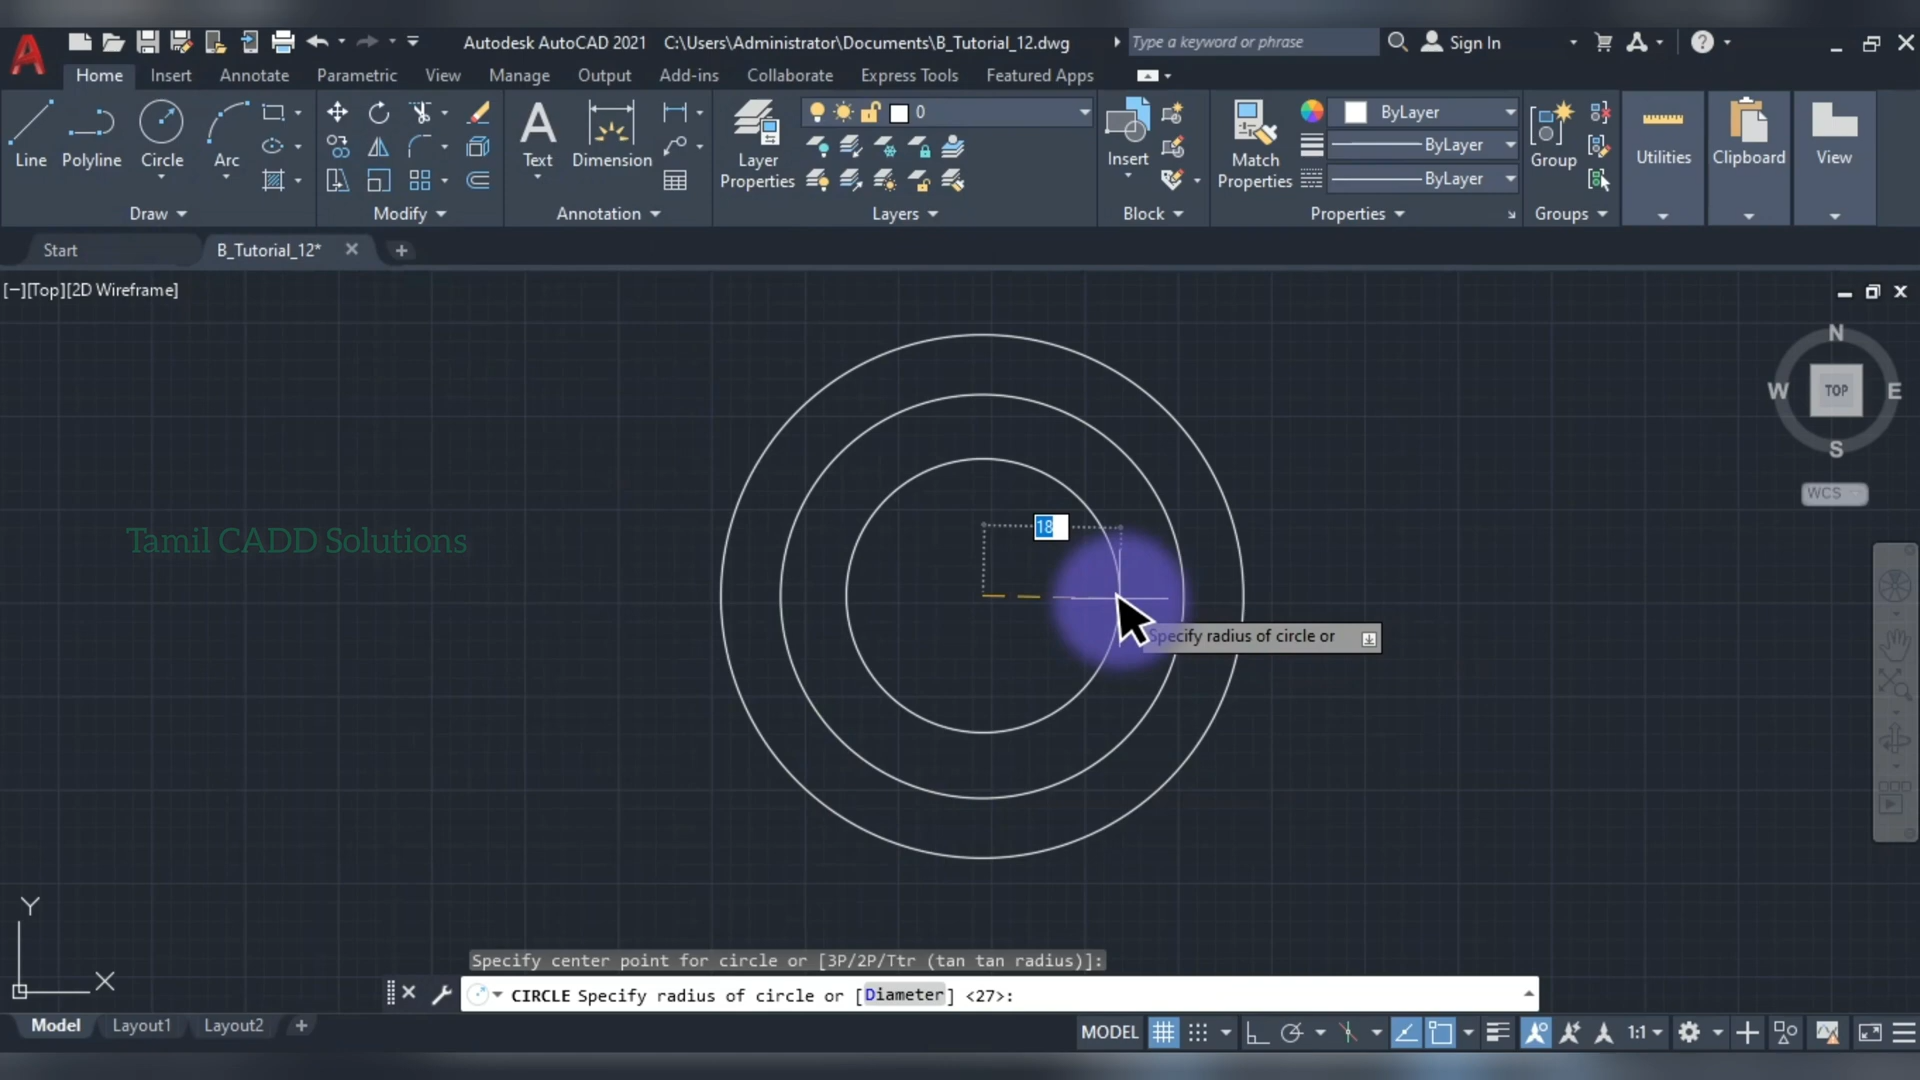 Autodesk AutoCAD 2021 C:\Users\Administrator\Documents\B_Tutorial_12.dwg
Type a keyword or phrase
Sign In
Home Insert Annotate Parametric View Manage Output Add-ins Collaborate Express Tools Featured Apps
Line Polyline Circle Arc
Text Dimension
Layer Properties
0
Insert
Match Properties
ByLayer
ByLayer
ByLayer
Group
Utilities
Clipboard
View
Draw Modify Annotation Layers Block Properties Groups
Start B_Tutorial_12*
[−][Top][2D Wireframe]
N
W TOP E
S
WCS
18
Tamil CADD Solutions
Specify radius of circle or
Y
X
Specify center point for circle or [3P/2P/Ttr (tan tan radius)]:
CIRCLE Specify radius of circle or [Diameter] <27>:
Model Layout1 Layout2
MODEL 1:1